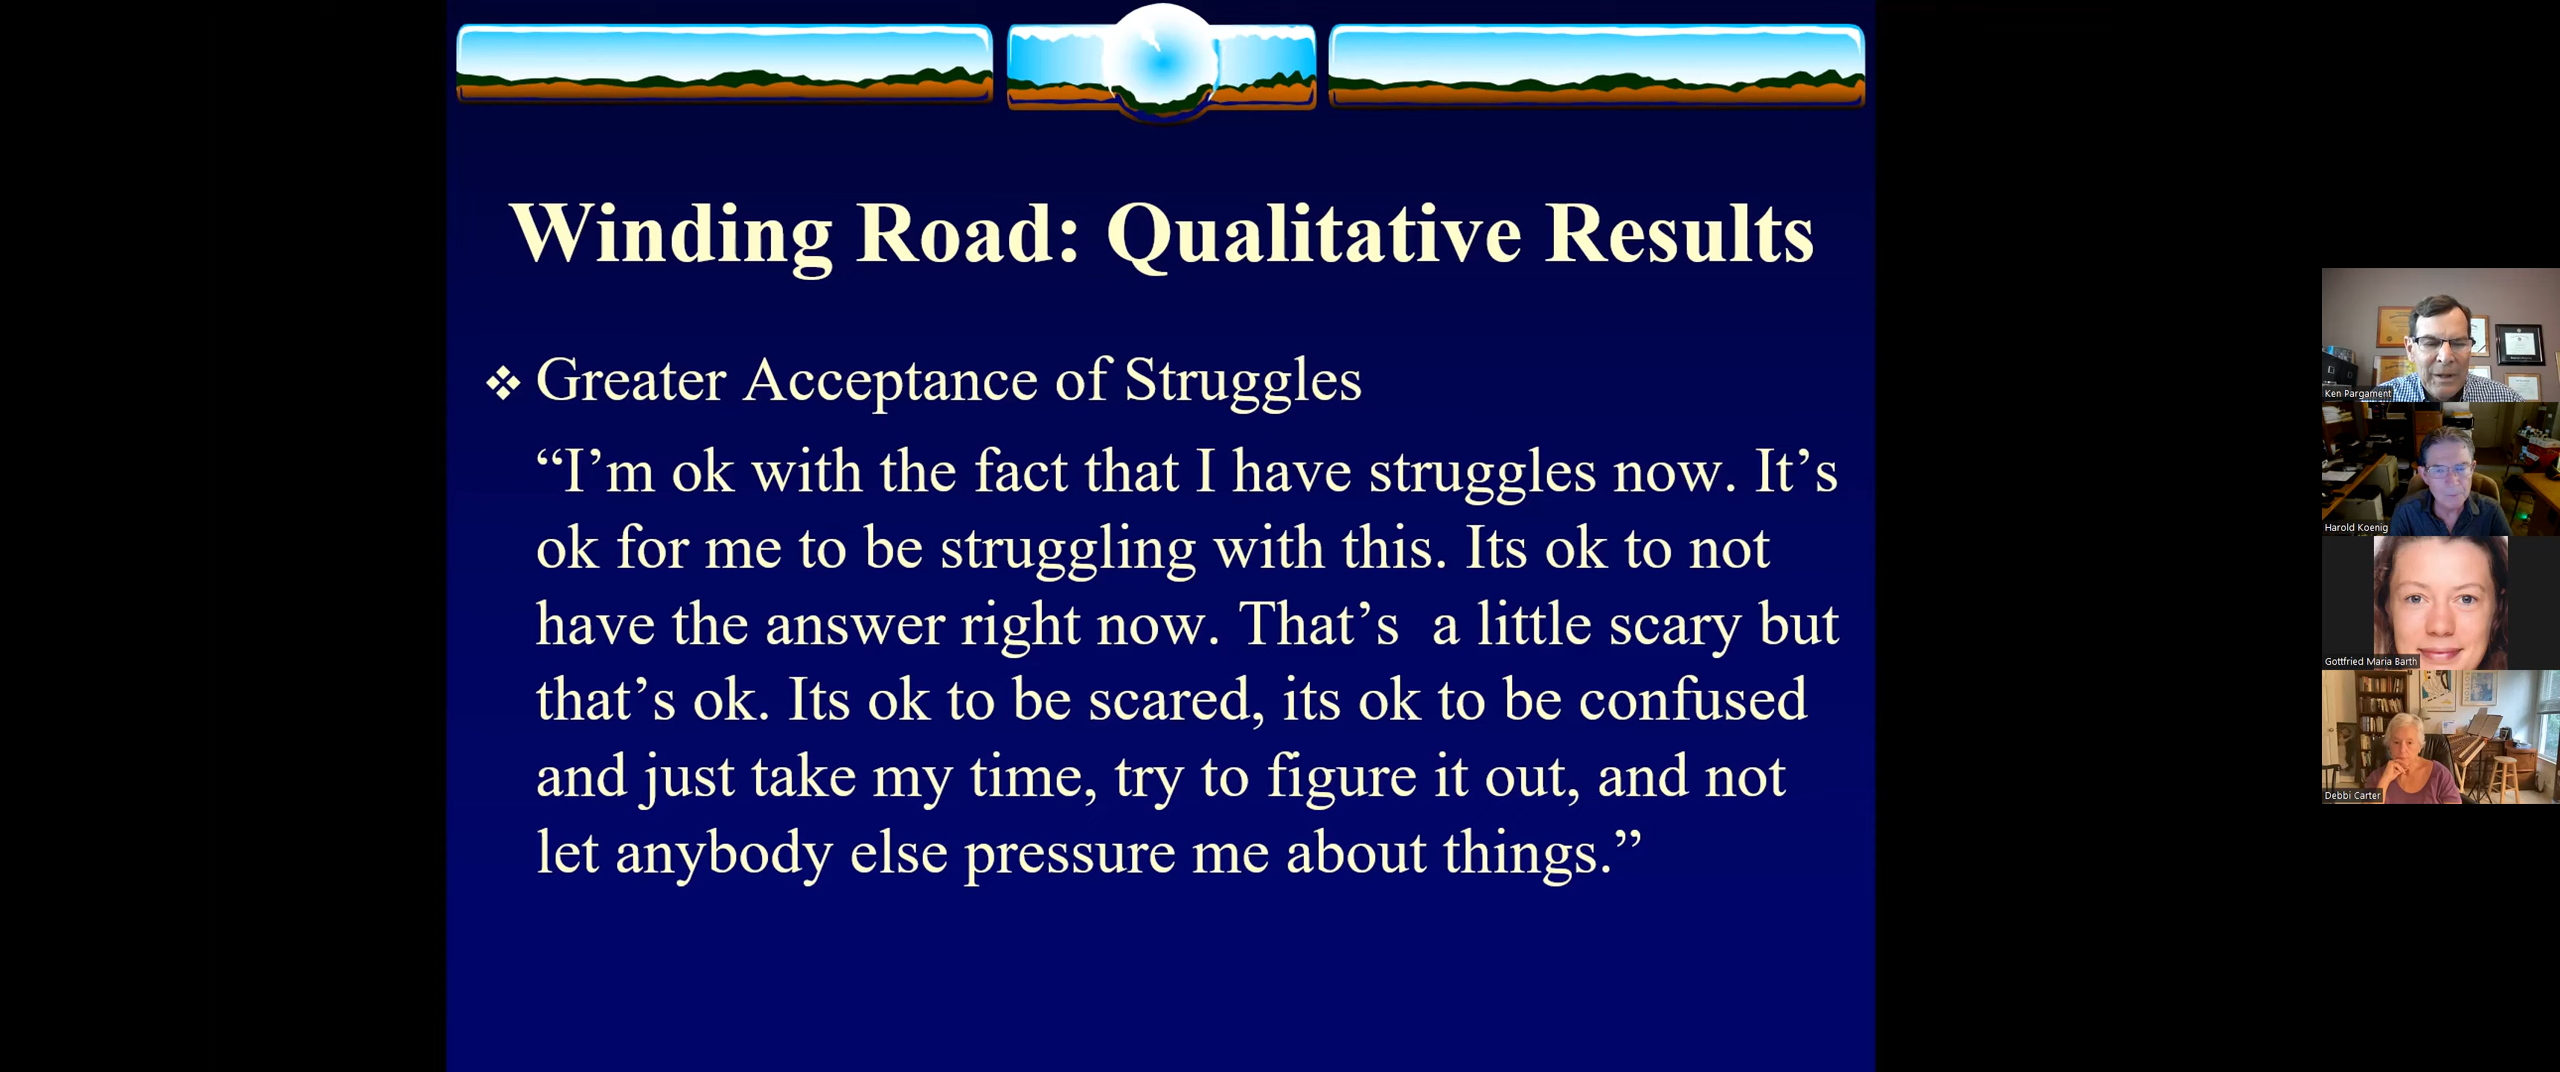 Winding Road: Qualitative Results
❖ Greater Acceptance of Struggles
“I’m ok with the fact that I have struggles now. It’s
ok for me to be struggling with this. Its ok to not
have the answer right now. That’s  a little scary but
that’s ok. Its ok to be scared, its ok to be confused
and just take my time, try to figure it out, and not
let anybody else pressure me about things.”
Ken Pargament
Harold Koenig
Gottfried Maria Barth
Debbi Carter